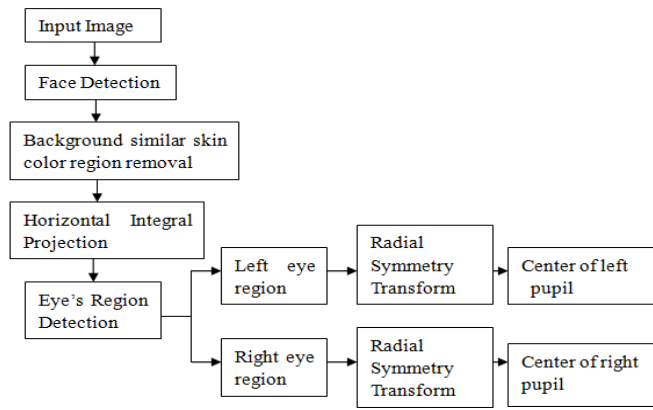 Input Image
Face Detection
Background similar skin
color region removal
Horizontal Integral
Projection
Eye's Region
Detection
Left eye
region
Radial
Symmetry
Transform
Center of left
pupil
Right eye
region
Radial
Symmetry
Transform
Center of right
pupil